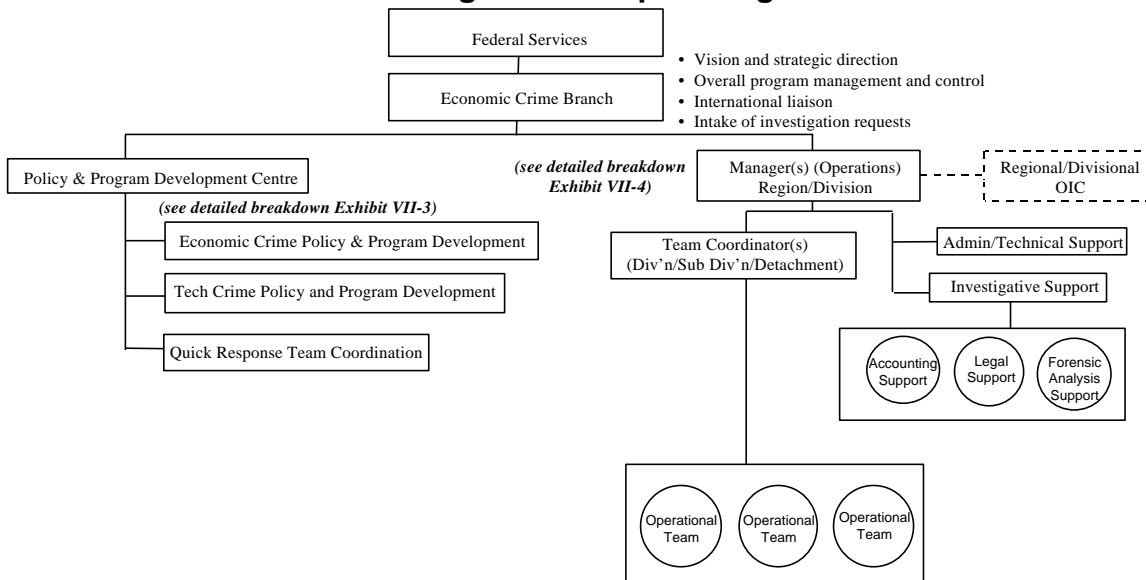 Federal Services
Economic Crime Branch
• Vision and strategic direction
• Overall program management and control
• International liaison
• Intake of investigation requests
Policy & Program Development Centre
(see detailed breakdown Exhibit VII-3)
Economic Crime Policy & Program Development
Tech Crime Policy and Program Development
Quick Response Team Coordination
(see detailed breakdown
Exhibit VII-4)
Manager(s) (Operations)
Region/Division
Regional/Divisional
OIC
Team Coordinator(s)
(Div'n/Sub Div'n/Detachment)
Admin/Technical Support
Investigative Support
Accounting
Support
Legal
Support
Forensic
Analysis
Support
Operational
Team
Operational
Team
Operational
Team